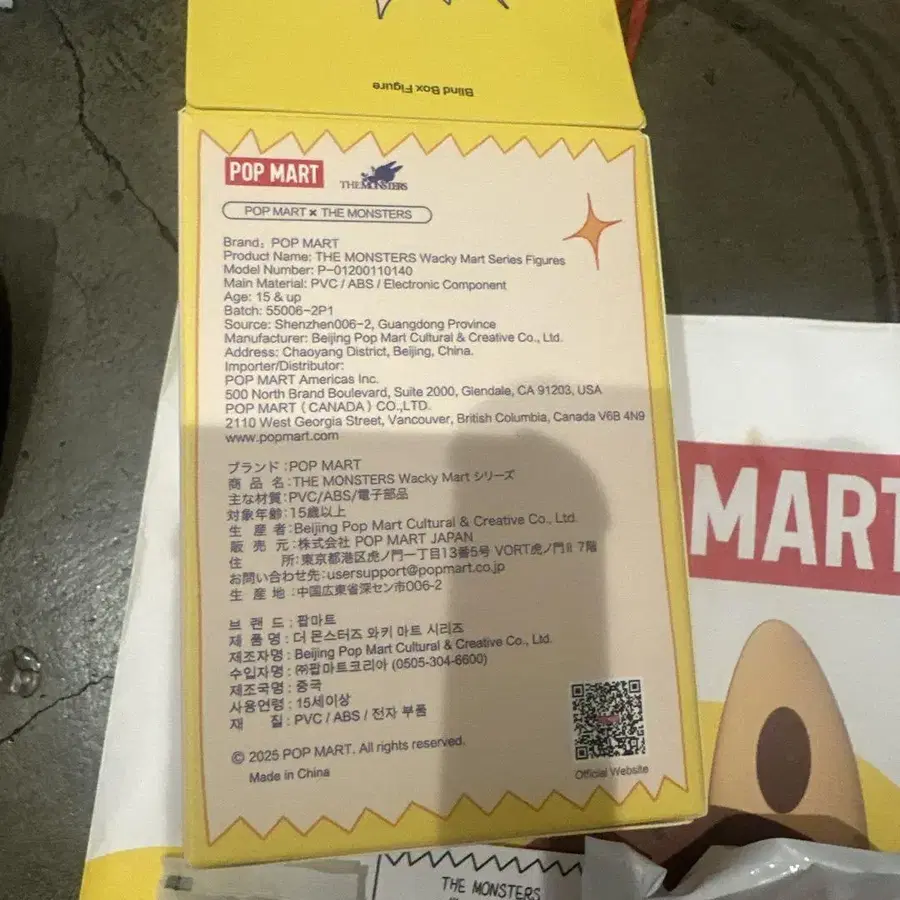 Blind Box Figure
POP MART
THE MONSTERS
POP MART × THE MONSTERS
Brand: POP MART
Product Name: THE MONSTERS Wacky Mart Series Figures
Model Number: P-01200110140
Main Material: PVC / ABS / Electronic Component
Age: 15 & up
Batch: 55006-2P1
Source: Shenzhen006-2, Guangdong Province
Manufacturer: Beijing Pop Mart Cultural & Creative Co., Ltd.
Address: Chaoyang District, Beijing, China.
Importer/Distributor:
POP MART Americas Inc.
500 North Brand Boulevard, Suite 2000, Glendale, CA 91203, USA
POP MART (CANADA) CO.,LTD.
2110 West Georgia Street, Vancouver, British Columbia, Canada V6B 4N9
www.popmart.com
ブランド:POP MART
商品名:THE MONSTERS Wacky Mart シリーズ
主な材質:PVC/ABS/電子部品
対象年齢:15歳以上
生産者:Beijing Pop Mart Cultural & Creative Co., Ltd.
販売元:株式会社 POP MART JAPAN
住所:東京都港区虎ノ門一丁目13番5号 VORT虎ノ門Ⅱ 7階
お問い合わせ先:usersupport@popmart.co.jp
生産地:中国広東省深セン市006-2
브랜드 : 팝마트
제품명 : 더 몬스터즈 와키 마트 시리즈
제조자명 : Beijing Pop Mart Cultural & Creative Co., Ltd.
수입자명 : ㈜팝마트코리아 (0505-304-6600)
제조국명 : 중국
사용연령 : 15세이상
재질 : PVC / ABS / 전자 부품
© 2025 POP MART. All rights reserved.
Made in China
Official Website
MART
THE MONSTERS